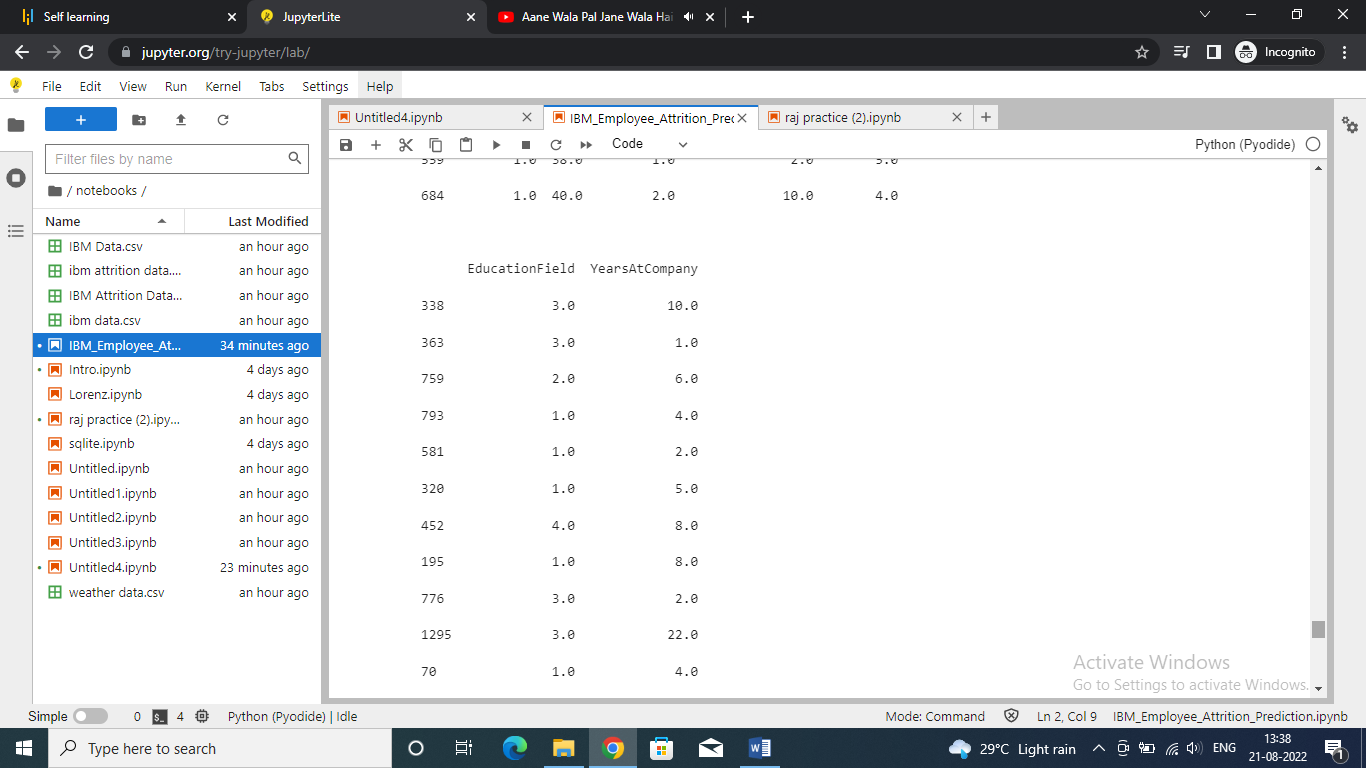 Self learning
JupyterLite
Aane Wala Pal Jane Wala Hai
jupyter.org/try-jupyter/lab/
Incognito
File Edit View Run Kernel Tabs Settings Help
Untitled4.ipynb
IBM_Employee_Attrition_Prec
raj practice (2).ipynb
Code
Python (Pyodide)
Filter files by name
/ notebooks /
Name Last Modified
IBM Data.csv an hour ago
ibm attrition data.... an hour ago
IBM Attrition Data... an hour ago
ibm data.csv an hour ago
IBM_Employee_At... 34 minutes ago
Intro.ipynb 4 days ago
Lorenz.ipynb 4 days ago
raj practice (2).ipy... an hour ago
sqlite.ipynb 4 days ago
Untitled.ipynb an hour ago
Untitled1.ipynb an hour ago
Untitled2.ipynb an hour ago
Untitled3.ipynb an hour ago
Untitled4.ipynb 23 minutes ago
weather data.csv an hour ago
684 1.0 40.0 2.0 10.0 4.0
EducationField YearsAtCompany
338 3.0 10.0
363 3.0 1.0
759 2.0 6.0
793 1.0 4.0
581 1.0 2.0
320 1.0 5.0
452 4.0 8.0
195 1.0 8.0
776 3.0 2.0
1295 3.0 22.0
70 1.0 4.0
Activate Windows
Go to Settings to activate Windows.
Simple 0 4 Python (Pyodide) | Idle
Mode: Command Ln 2, Col 9 IBM_Employee_Attrition_Prediction.ipynb
Type here to search
29°C Light rain
ENG
13:38
21-08-2022
1